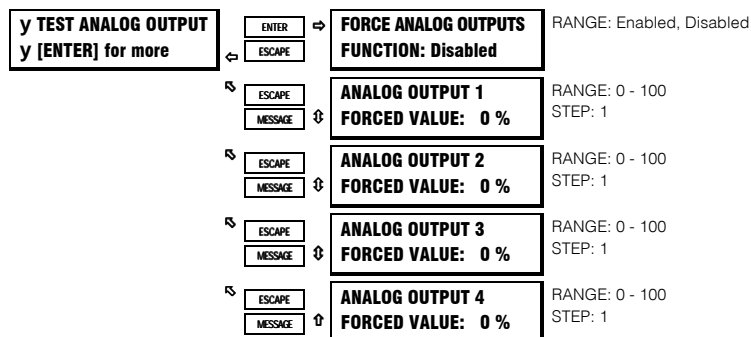 y TEST ANALOG OUTPUT
y [ENTER] for more
ENTER ⇨
⇦ ESCAPE
FORCE ANALOG OUTPUTS
FUNCTION: Disabled
RANGE: Enabled, Disabled
ESCAPE
MESSAGE ⇳
ANALOG OUTPUT 1
FORCED VALUE: 0 %
RANGE: 0 - 100
STEP: 1
ESCAPE
MESSAGE ⇳
ANALOG OUTPUT 2
FORCED VALUE: 0 %
RANGE: 0 - 100
STEP: 1
ESCAPE
MESSAGE ⇳
ANALOG OUTPUT 3
FORCED VALUE: 0 %
RANGE: 0 - 100
STEP: 1
ESCAPE
MESSAGE ⇧
ANALOG OUTPUT 4
FORCED VALUE: 0 %
RANGE: 0 - 100
STEP: 1